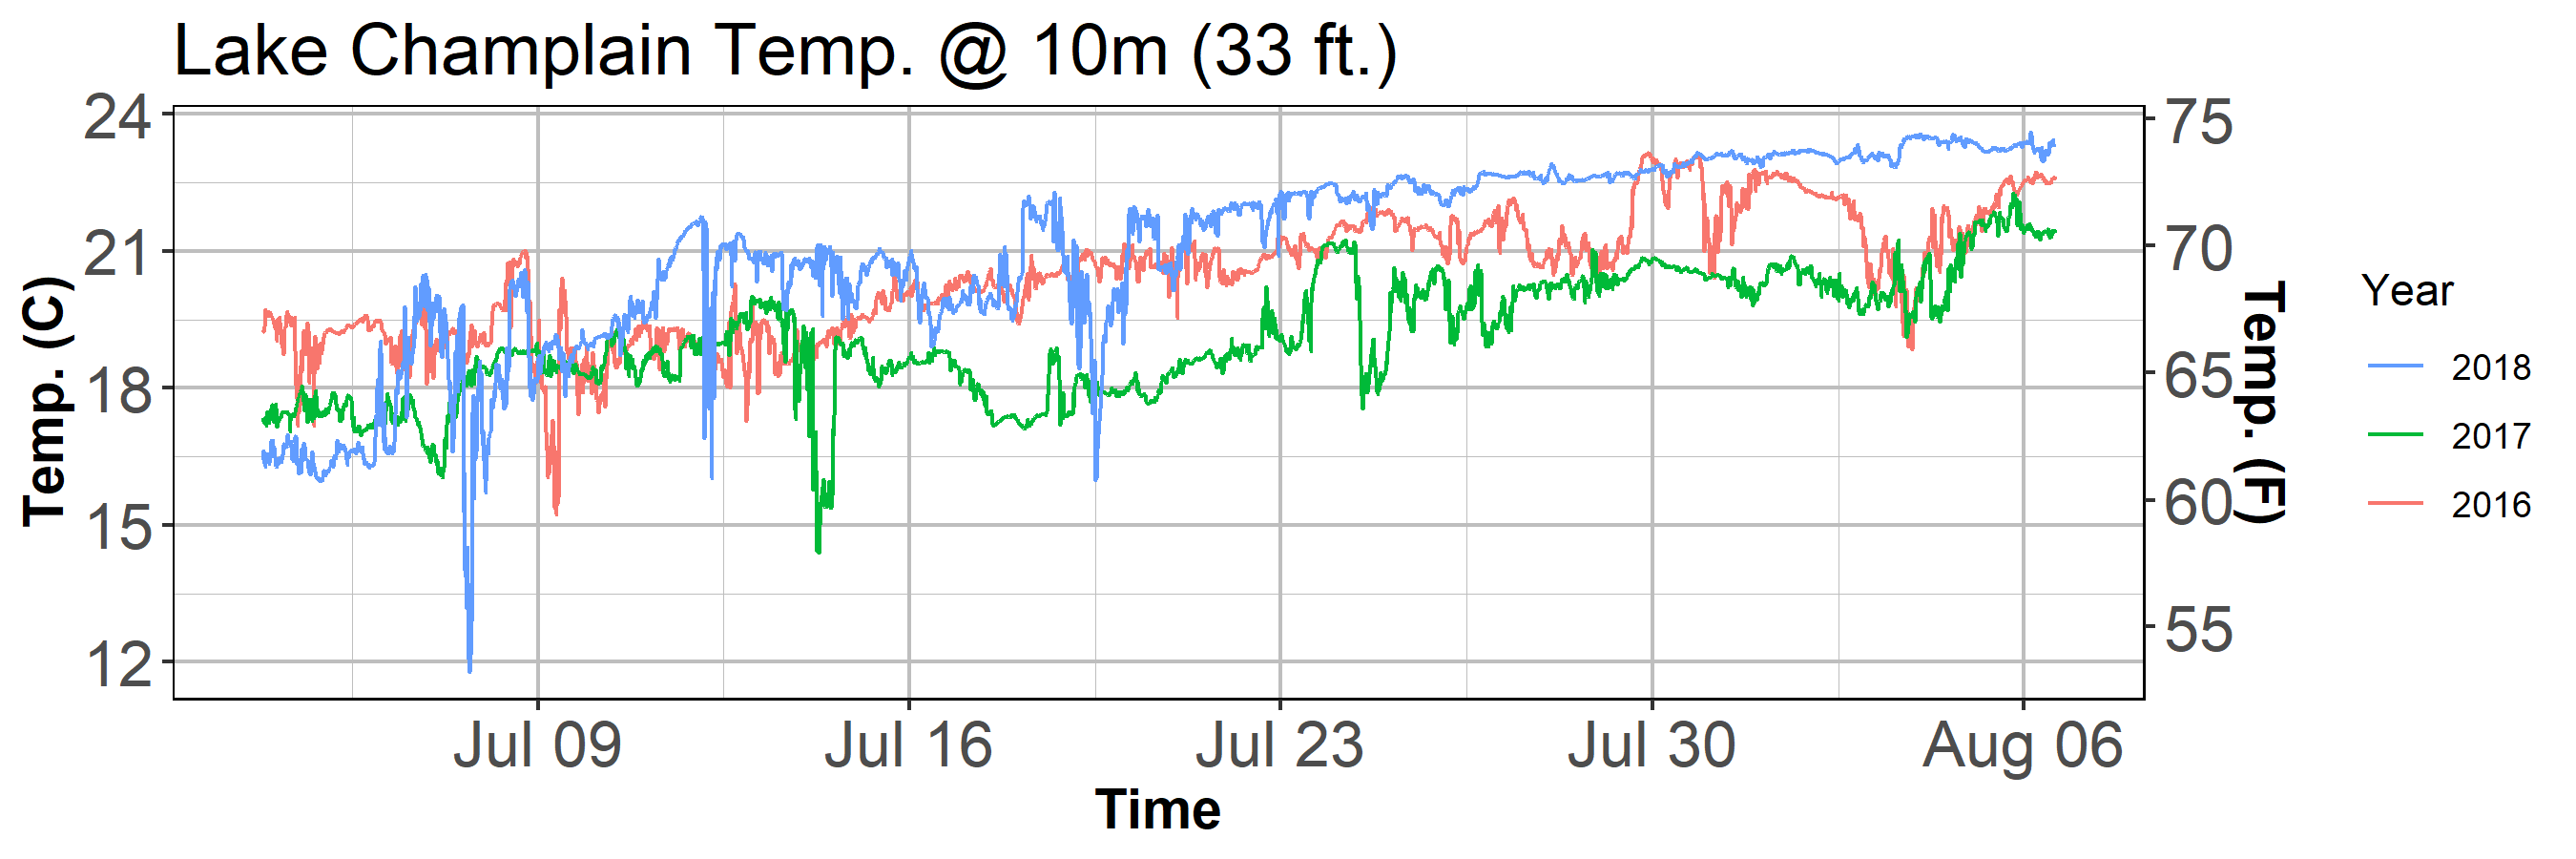 Lake Champlain Temp. @ 10m (33 ft.)
24
21
18
15
12
Temp. (C)
75
70
65
60
55
Temp. (F)
Jul 09
Jul 16
Jul 23
Jul 30
Aug 06
Time
Year
2018
2017
2016